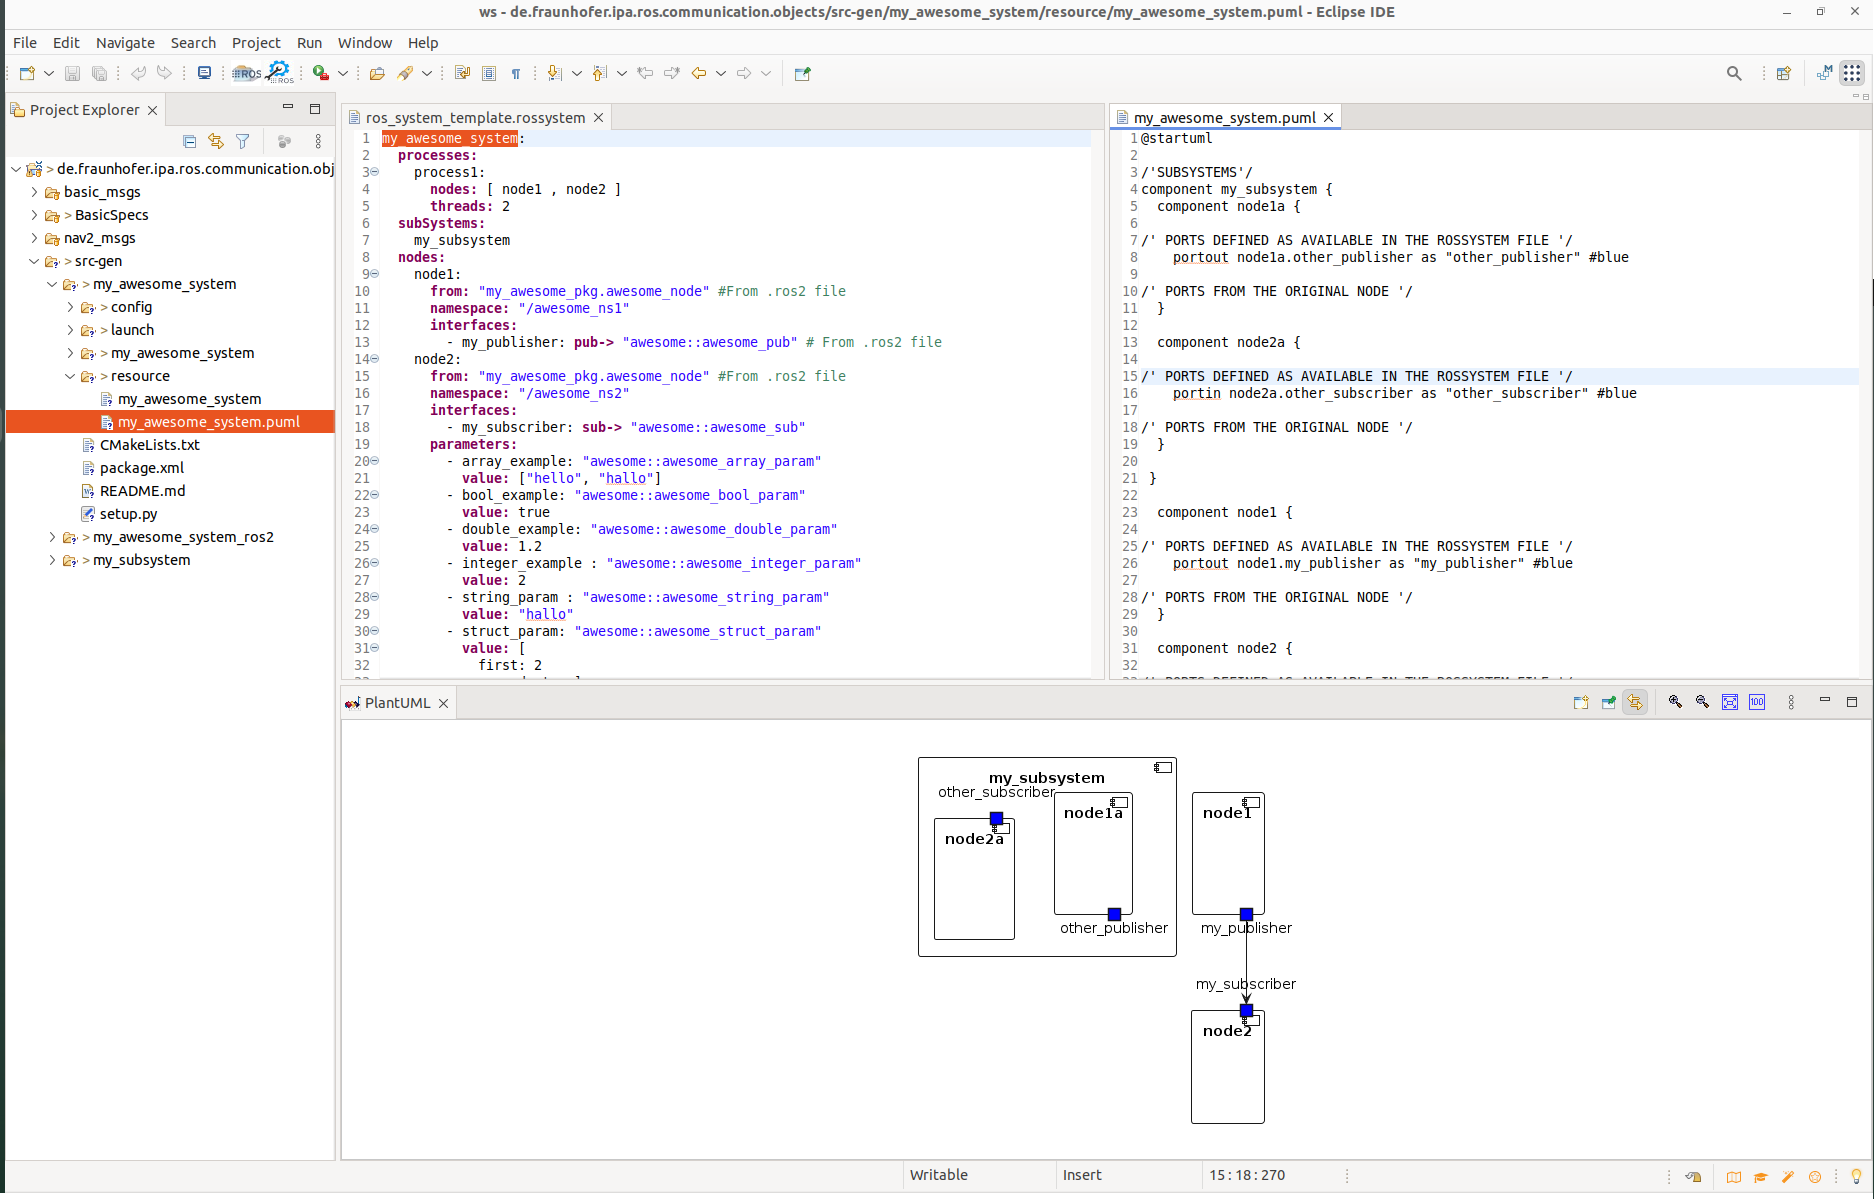 ws - de.fraunhofer.ipa.ros.communication.objects/src-gen/my_awesome_system/resource/my_awesome_system.puml - Eclipse IDE
File Edit Navigate Search Project Run Window Help
ROS ROS
Project Explorer
> de.fraunhofer.ipa.ros.communication.obj
basic_msgs
> BasicSpecs
nav2_msgs
> src-gen
> my_awesome_system
> config
> launch
> my_awesome_system
> resource
my_awesome_system
my_awesome_system.puml
CMakeLists.txt
package.xml
README.md
setup.py
> my_awesome_system_ros2
> my_subsystem
ros_system_template.rossystem
1 my_awesome_system:
2 processes:
3 process1:
4 nodes: [ node1 , node2 ]
5 threads: 2
6 subSystems:
7 my_subsystem
8 nodes:
9 node1:
10 from: "my_awesome_pkg.awesome_node" #From .ros2 file
11 namespace: "/awesome_ns1"
12 interfaces:
13 - my_publisher: pub-> "awesome::awesome_pub" # From .ros2 file
14 node2:
15 from: "my_awesome_pkg.awesome_node" #From .ros2 file
16 namespace: "/awesome_ns2"
17 interfaces:
18 - my_subscriber: sub-> "awesome::awesome_sub"
19 parameters:
20 - array_example: "awesome::awesome_array_param"
21 value: ["hello", "hallo"]
22 - bool_example: "awesome::awesome_bool_param"
23 value: true
24 - double_example: "awesome::awesome_double_param"
25 value: 1.2
26 - integer_example : "awesome::awesome_integer_param"
27 value: 2
28 - string_param : "awesome::awesome_string_param"
29 value: "hallo"
30 - struct_param: "awesome::awesome_struct_param"
31 value: [
32 first: 2
my_awesome_system.puml
1 @startuml
2
3 /'SUBSYSTEMS'/
4 component my_subsystem {
5 component node1a {
6
7 /' PORTS DEFINED AS AVAILABLE IN THE ROSSYSTEM FILE '/
8 portout node1a.other_publisher as "other_publisher" #blue
9
10 /' PORTS FROM THE ORIGINAL NODE '/
11 }
12
13 component node2a {
14
15 /' PORTS DEFINED AS AVAILABLE IN THE ROSSYSTEM FILE '/
16 portin node2a.other_subscriber as "other_subscriber" #blue
17
18 /' PORTS FROM THE ORIGINAL NODE '/
19 }
20
21 }
22
23 component node1 {
24
25 /' PORTS DEFINED AS AVAILABLE IN THE ROSSYSTEM FILE '/
26 portout node1.my_publisher as "my_publisher" #blue
27
28 /' PORTS FROM THE ORIGINAL NODE '/
29 }
30
31 component node2 {
32
PlantUML
100
my_subsystem
other_subscriber
node1a
node2a
other_publisher
node1
my_publisher
my_subscriber
node2
Writable Insert 15:18:270